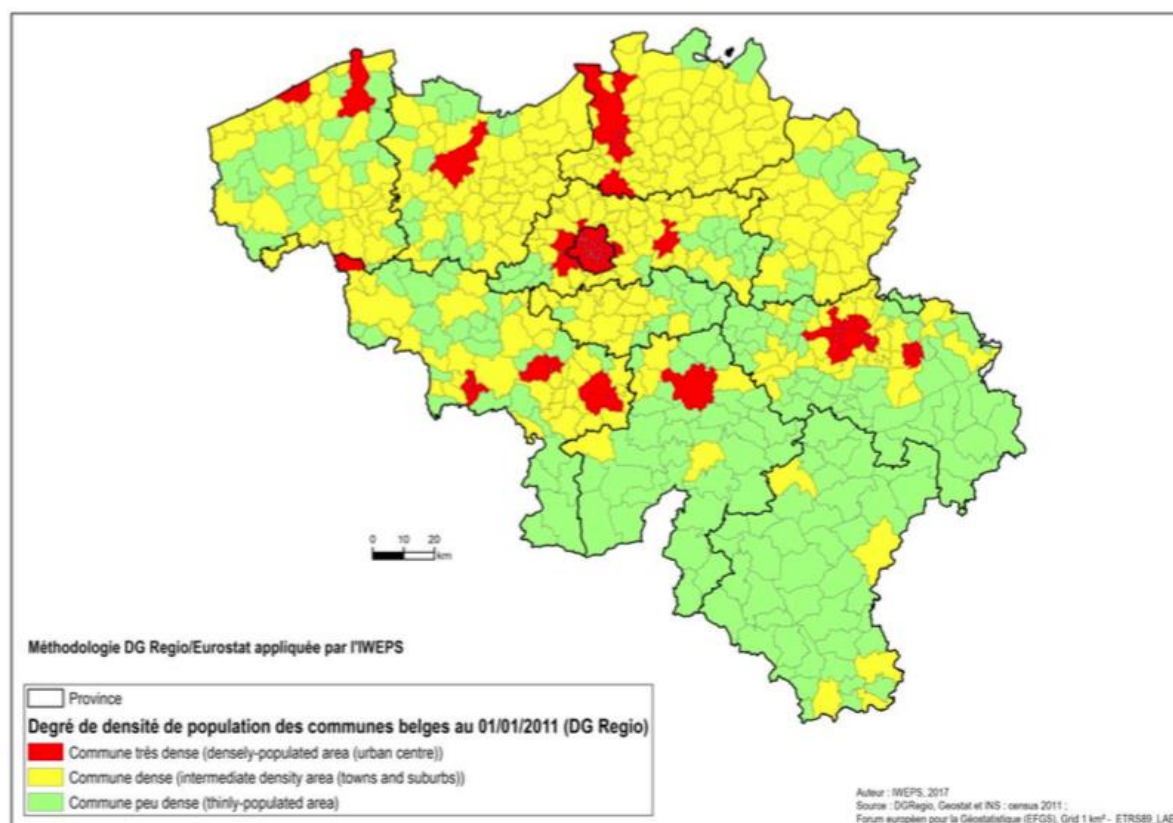 0 10 20
km
Méthodologie DG Regio/Eurostat appliquée par l'IWEPS
Province
Degré de densité de population des communes belges au 01/01/2011 (DG Regio)
Commune très dense (densely-populated area (urban centre))
Commune dense (intermediate density area (towns and suburbs))
Commune peu dense (thinly-populated area)
Auteur : IWEPS, 2017
Source : DGRegio, Geostat et INS : census 2011 ;
Forum européen pour la Géostatistique (EFGS), Grid 1 km² - ETRS89_LAE